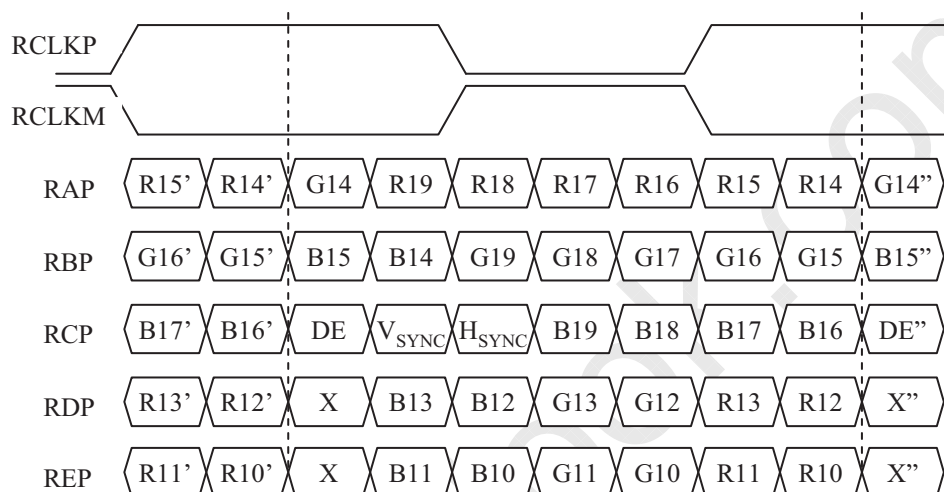 RCLKP
RCLKM
RAP R15’ R14’ G14 R19 R18 R17 R16 R15 R14 G14”
RBP G16’ G15’ B15 B14 G19 G18 G17 G16 G15 B15”
RCP B17’ B16’ DE VSYNC HSYNC B19 B18 B17 B16 DE”
RDP R13’ R12’ X B13 B12 G13 G12 R13 R12 X”
REP R11’ R10’ X B11 B10 G11 G10 R11 R10 X”